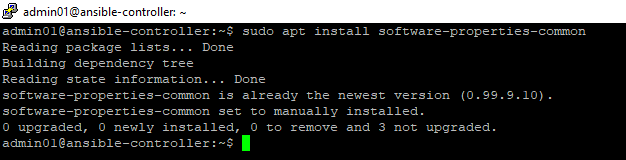 admin01@ansible-controller: ~
admin01@ansible-controller:~$ sudo apt install software-properties-common
Reading package lists... Done
Building dependency tree
Reading state information... Done
software-properties-common is already the newest version (0.99.9.10).
software-properties-common set to manually installed.
0 upgraded, 0 newly installed, 0 to remove and 3 not upgraded.
admin01@ansible-controller:~$